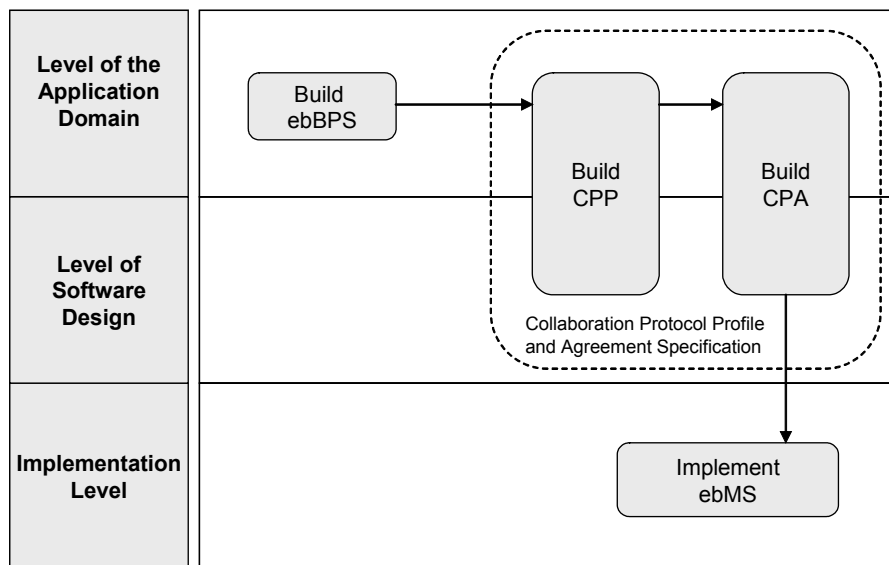 Level of the
Application
Domain
Build
ebBPS
Build
CPP
Build
CPA
Level of
Software
Design
Collaboration Protocol Profile
and Agreement Specification
Implementation
Level
Implement
ebMS